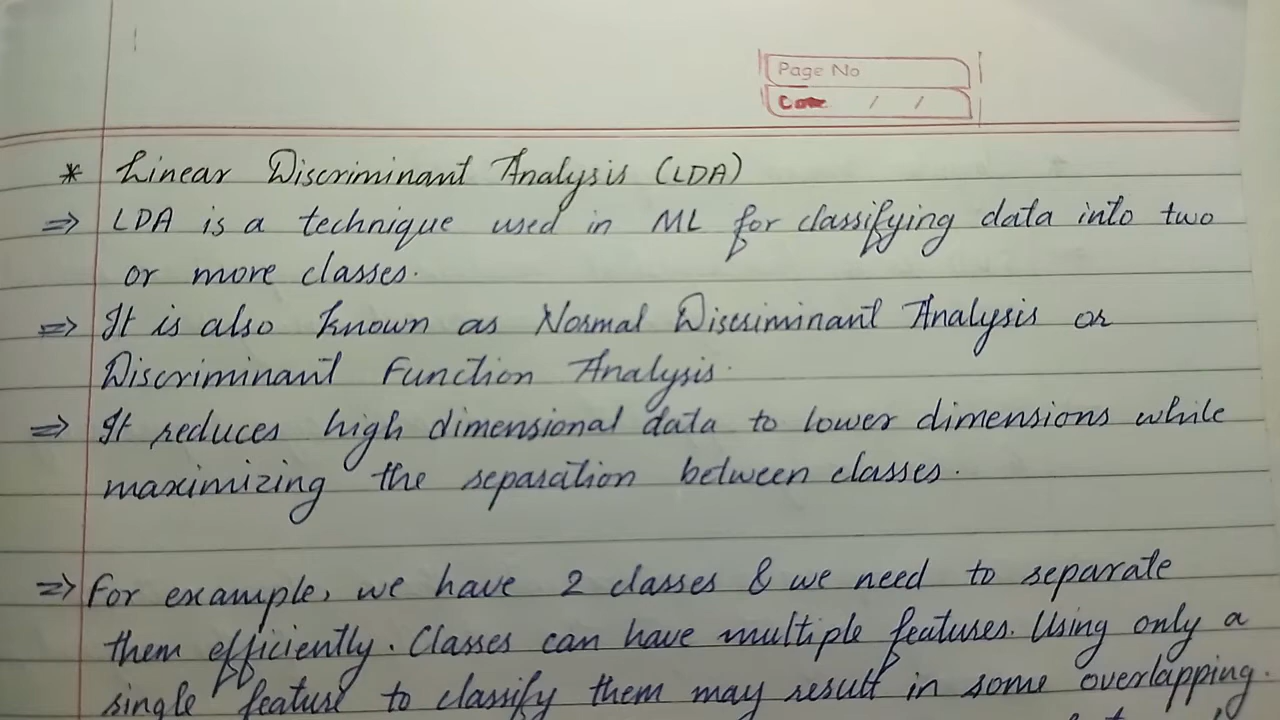 Page No
/ /
* Linear Discriminant Analysis (LDA)
⇒ LDA is a technique used in ML for classifying data into two
or more classes.
⇒ It is also known as Normal Discriminant Analysis or
Discriminant Function Analysis.
⇒ It reduces high dimensional data to lower dimensions while
maximizing the separation between classes.
⇒ For example, we have 2 classes & we need to separate
them efficiently. Classes can have multiple features. Using only a
single feature to classify them may result in some overlapping.